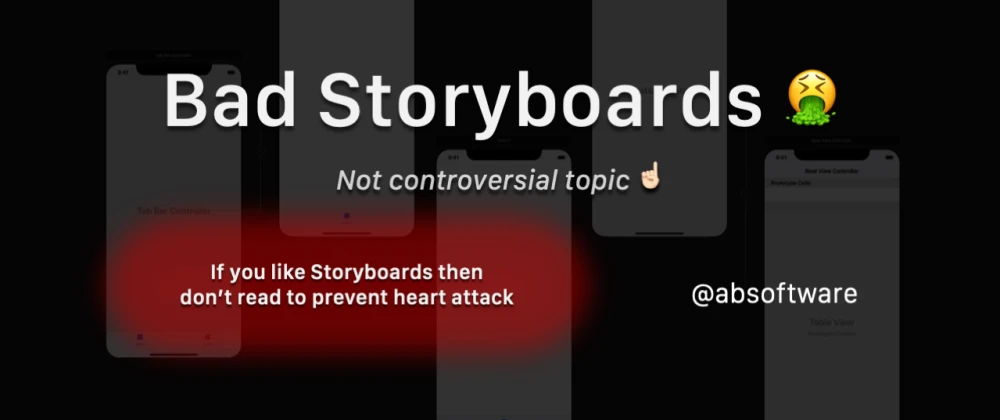 Bad Storyboards 🤮
Not controversial topic ☝🏻
If you like Storyboards then
don't read to prevent heart attack
@absoftware
Tab Bar Controller
Root View Controller
Prototype Cells
Table View